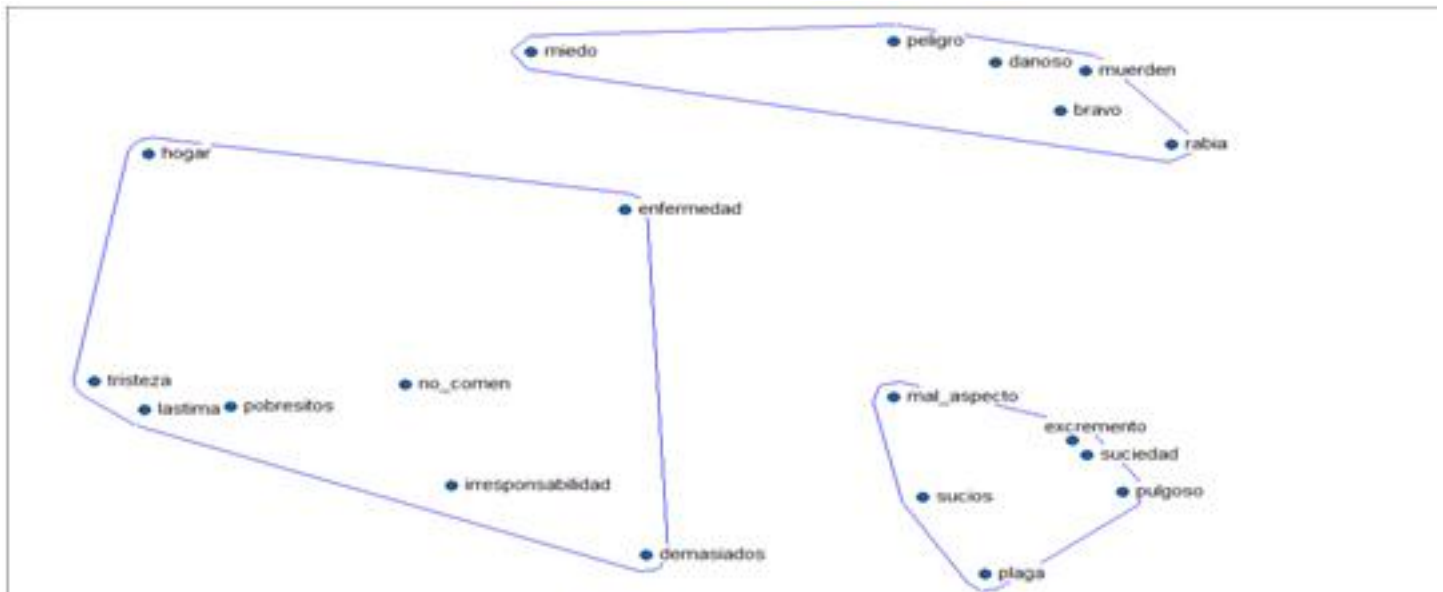 miedo
peligro
danoso
muerden
bravo
rabia
hogar
enfermedad
tristeza
lastima
pobresitos
no_comen
irresponsabilidad
demasiados
mal_aspecto
excremento
suciedad
sucios
pulgoso
plaga